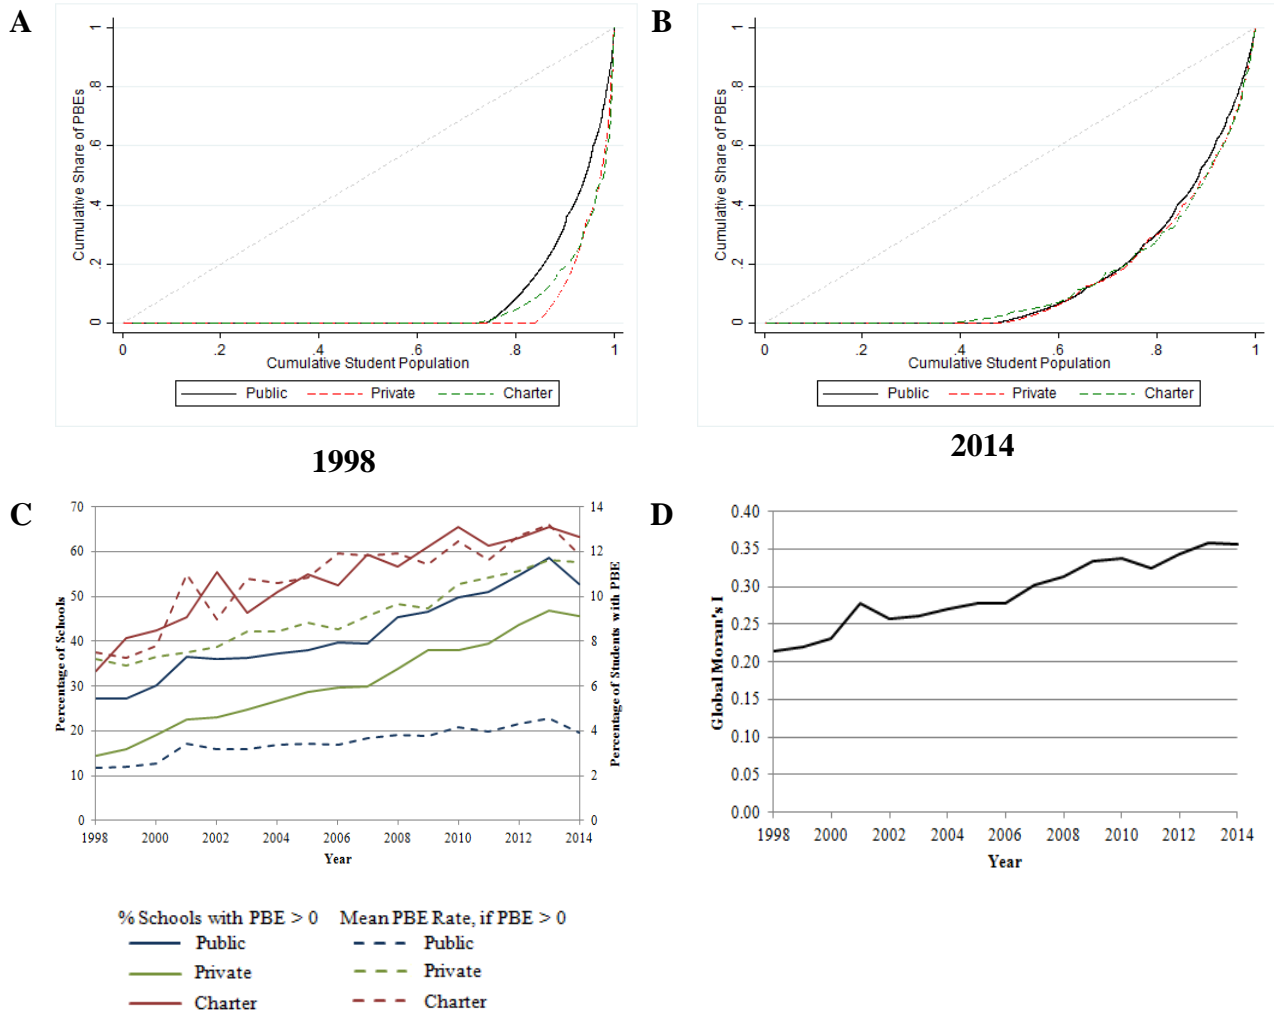 A
Cumulative Share of PBEs
1
.8
.6
.4
.2
0
0 .2 .4 .6 .8 1
Cumulative Student Population
Public Private Charter
1998
B
Cumulative Share of PBEs
1
.8
.6
.4
.2
0
0 .2 .4 .6 .8 1
Cumulative Student Population
Public Private Charter
2014
C
Percentage of Schools
70
60
50
40
30
20
10
0
14
12
10
8
6
4
2
0
Percentage of Students with PBE
1998 2000 2002 2004 2006 2008 2010 2012 2014
Year
% Schools with PBE > 0 Mean PBE Rate, if PBE > 0
Public Public
Private Private
Charter Charter
D
Global Moran's I
0.40
0.35
0.30
0.25
0.20
0.15
0.10
0.05
0.00
1998 2000 2002 2004 2006 2008 2010 2012 2014
Year